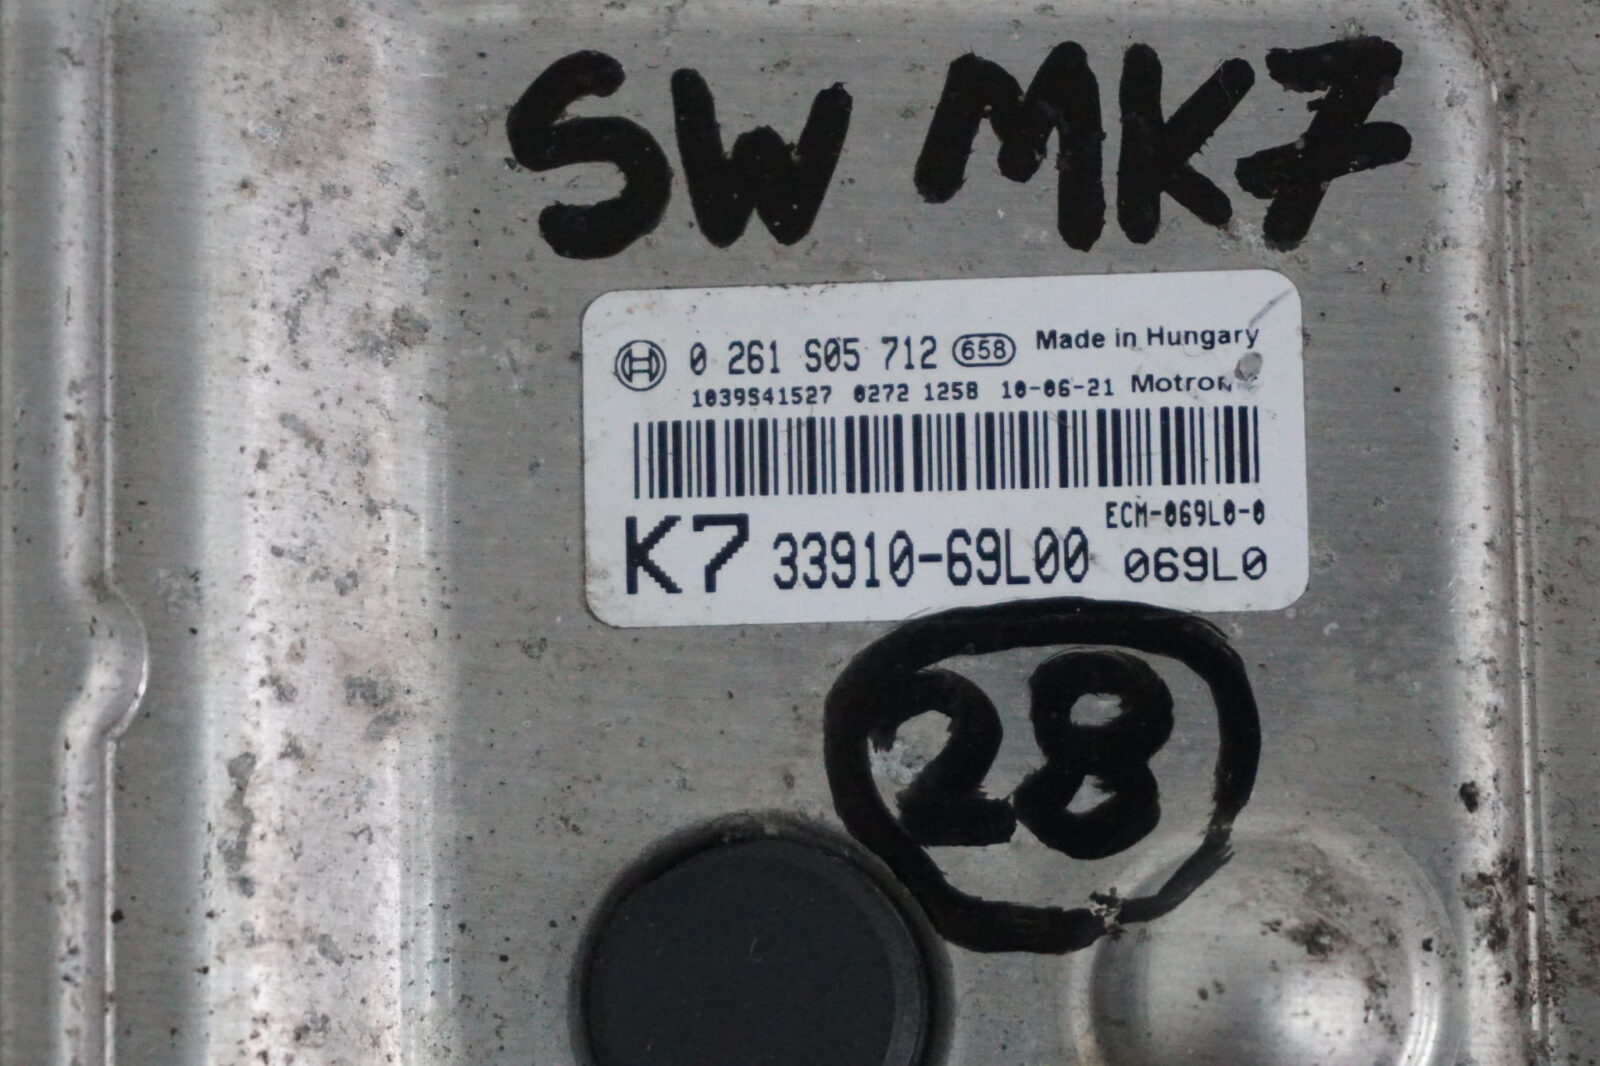 SW MK7
0 261 S05 712 658 Made in Hungary
1039S41527 0272 1258 10-06-21
K7 33910-69L00 ECM-069L0-0
069L0
28